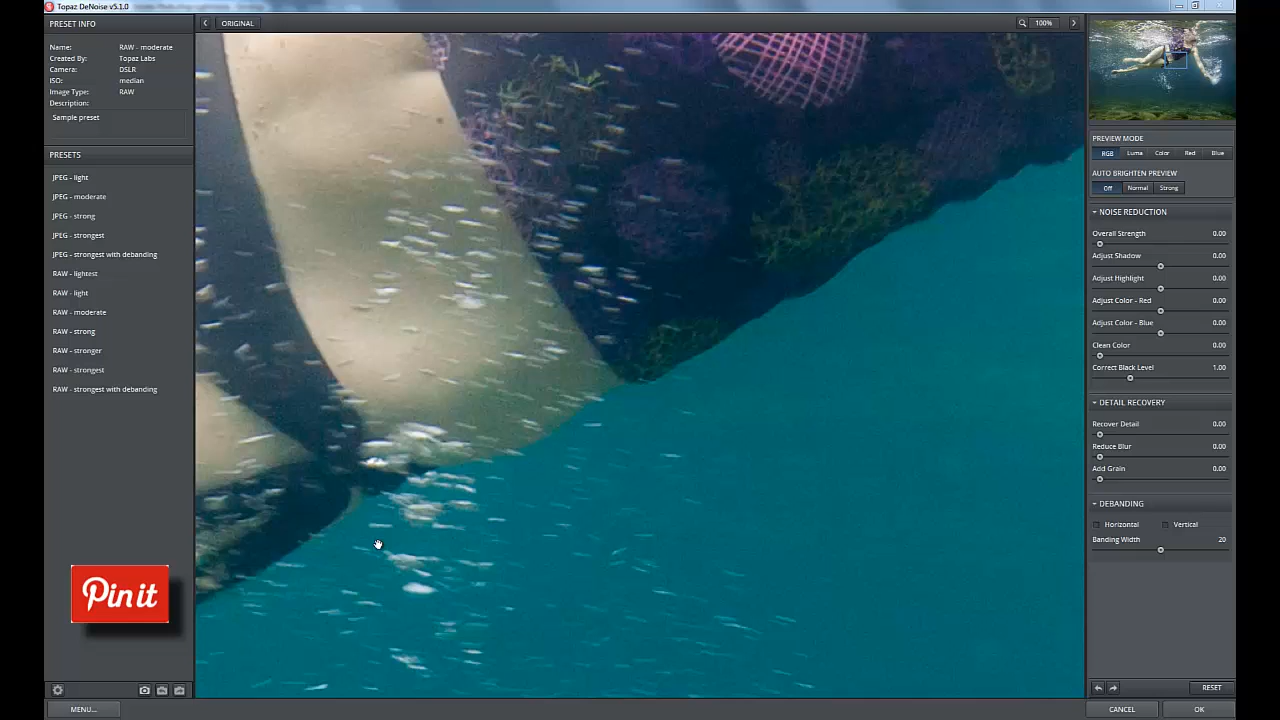 Topaz DeNoise v5.1.0
PRESET INFO
Name: RAW - moderate
Created By: Topaz Labs
Camera: DSLR
ISO: median
Image Type: RAW
Description:
Sample preset
PRESETS
JPEG - light
JPEG - moderate
JPEG - strong
JPEG - strongest
JPEG - strongest with debanding
RAW - lightest
RAW - light
RAW - moderate
RAW - strong
RAW - stronger
RAW - strongest
RAW - strongest with debanding
Pinit
MENU...
ORIGINAL
100%
PREVIEW MODE
RGB Luma Color Red Blue
AUTO BRIGHTEN PREVIEW
Off Normal Strong
NOISE REDUCTION
Overall Strength 0.00
Adjust Shadow 0.00
Adjust Highlight 0.00
Adjust Color - Red 0.00
Adjust Color - Blue 0.00
Clean Color 0.00
Correct Black Level 1.00
DETAIL RECOVERY
Recover Detail 0.00
Reduce Blur 0.00
Add Grain 0.00
DEBANDING
Horizontal Vertical
Banding Width 20
RESET
CANCEL OK